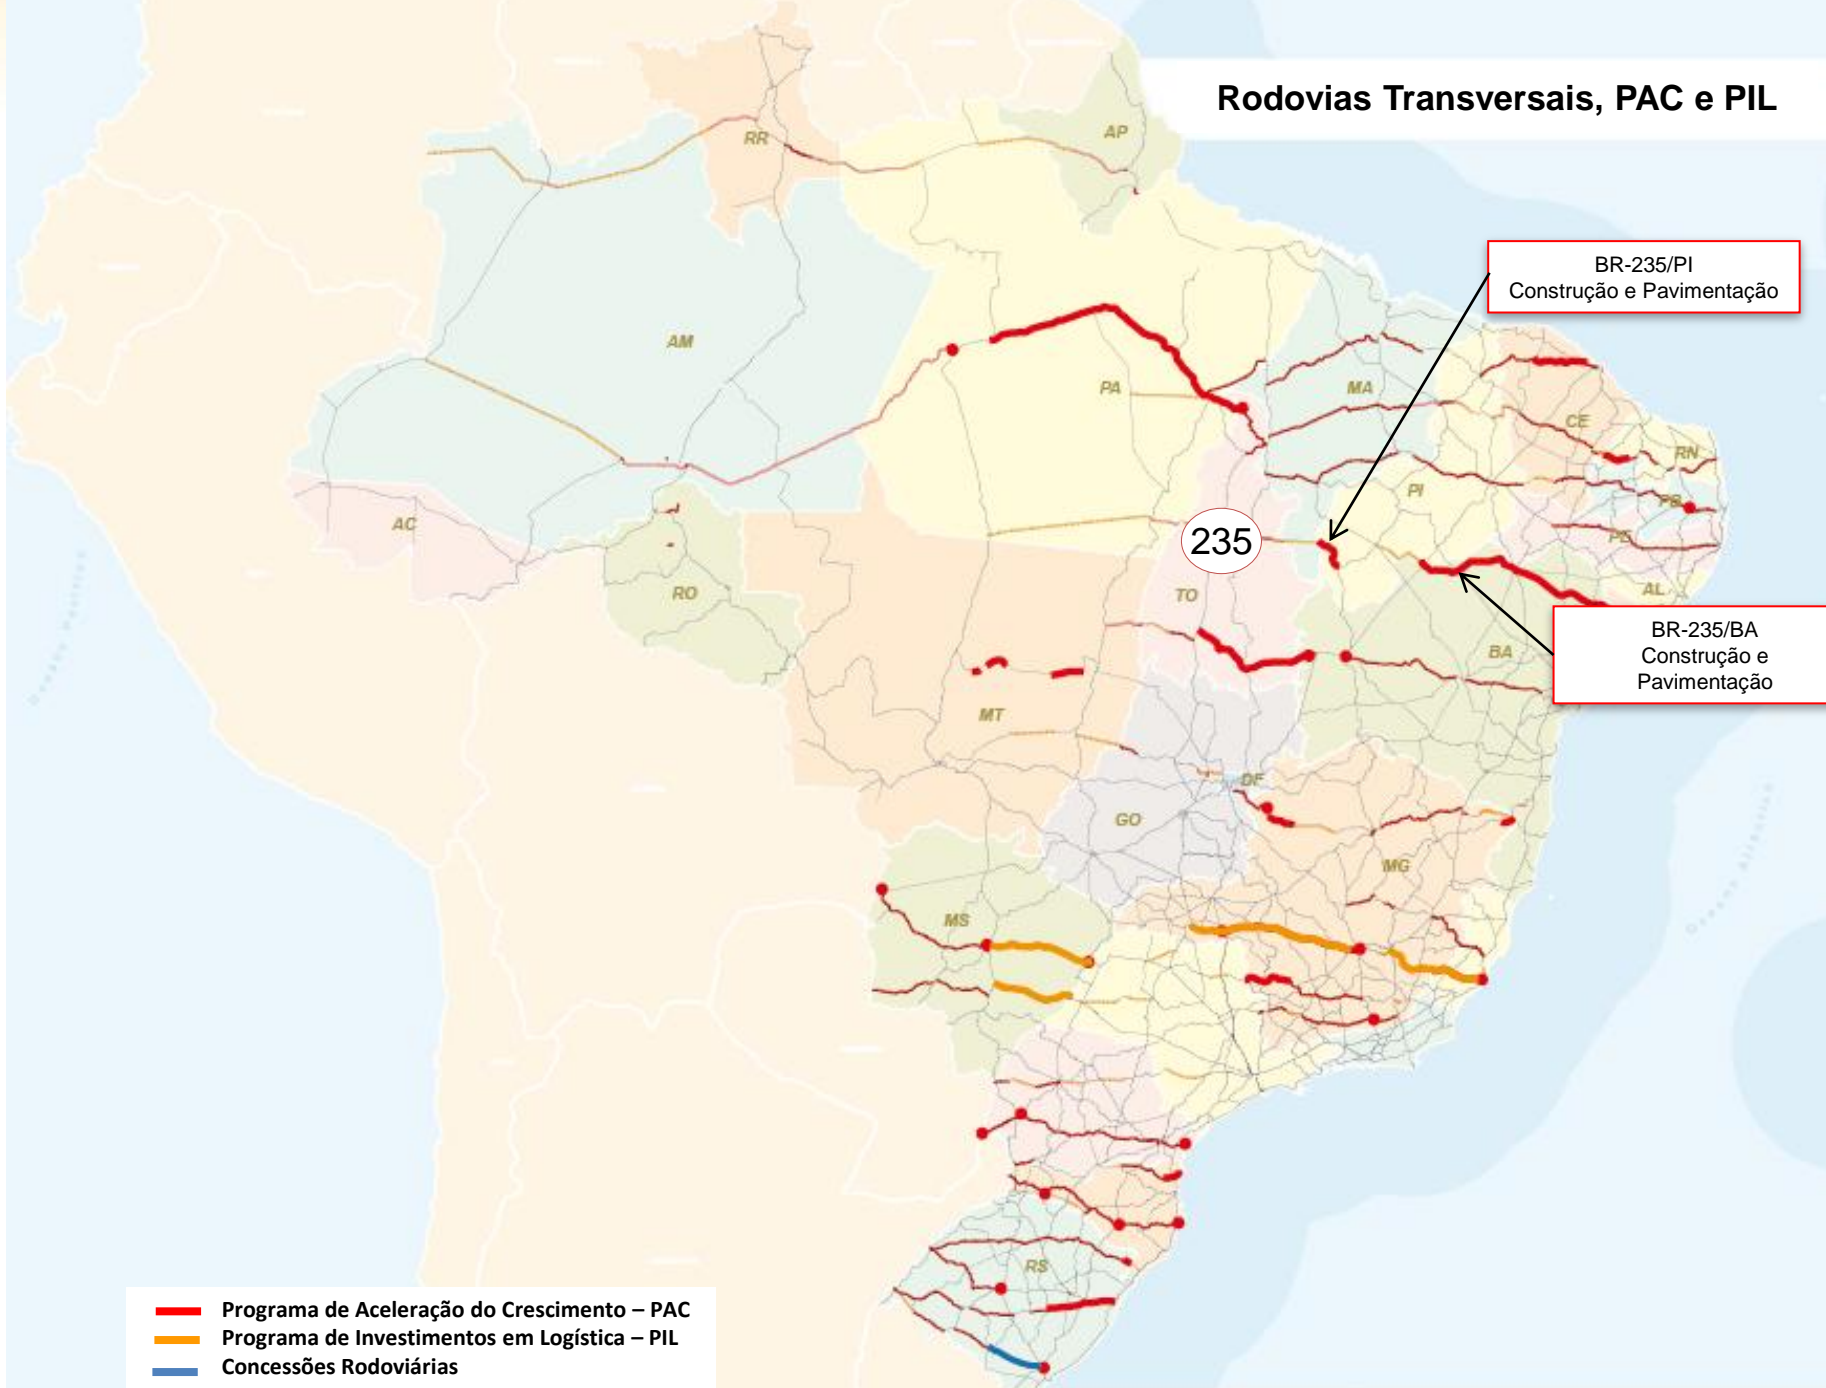 Rodovias Transversais, PAC e PIL
RR
AP
BR-235/PI
Construção e Pavimentação
AM
PA
MA
CE
RN
PI
PB
AC
235
PE
RO
TO
AL
BR-235/BA
Construção e
Pavimentação
BA
MT
DF
GO
MG
MS
RS
Programa de Aceleração do Crescimento – PAC
Programa de Investimentos em Logística – PIL
Concessões Rodoviárias